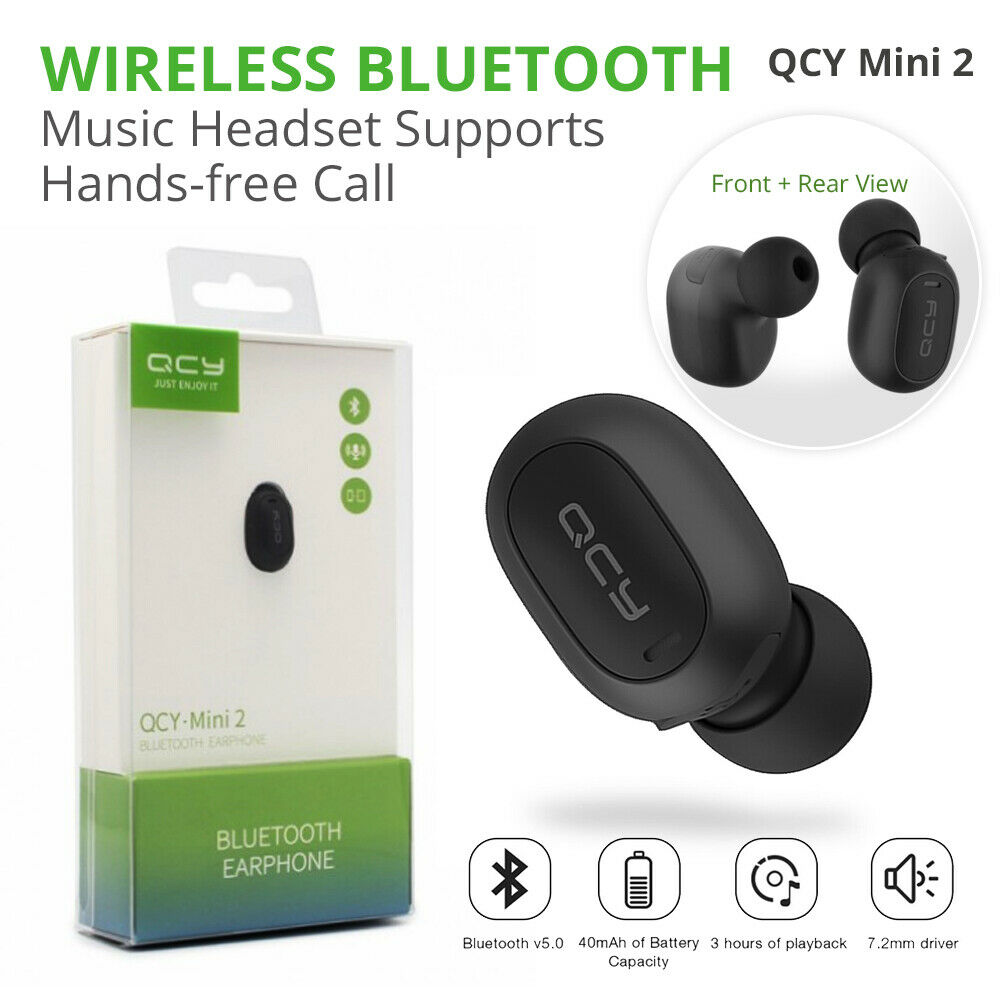 WIRELESS BLUETOOTH
QCY Mini 2
Music Headset Supports
Hands-free Call
Front + Rear View
QCY
QCY
JUST ENJOY IT
QCY
QCY
QCY·Mini 2
BLUETOOTH EARPHONE
BLUETOOTH
EARPHONE
Bluetooth v5.0
40mAh of Battery
Capacity
3 hours of playback
7.2mm driver